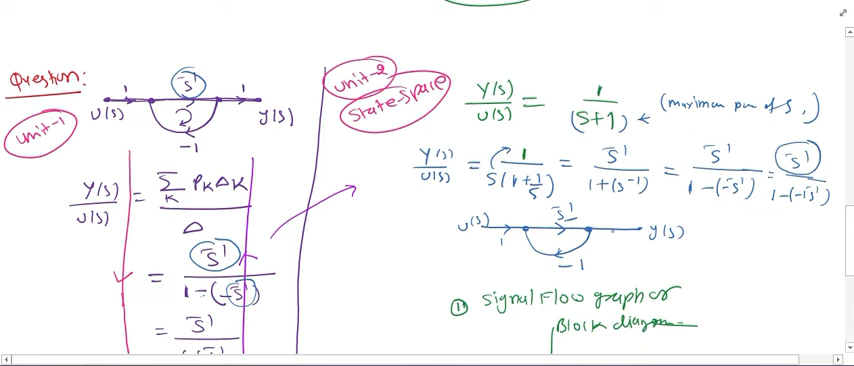 Question:
S⁻¹
1 1
U(s) Y(s)
-1
unit-1
Y(s)/U(s) = Σ_K P_K Δ_K / Δ
= S⁻¹ / 1-(-S⁻¹)
= S⁻¹
unit-2
State-space
Y(s)/U(s) = 1/(S+1) (maximum pow of S.)
Y(s)/U(s) = 1/S(1+1/S) = S⁻¹/1+(S⁻¹) = S⁻¹/1-(-S⁻¹) = S⁻¹/1-(-1S⁻¹)
S⁻¹
U(s) 1 Y(s)
-1
① Signal Flow graph or
Block diagram